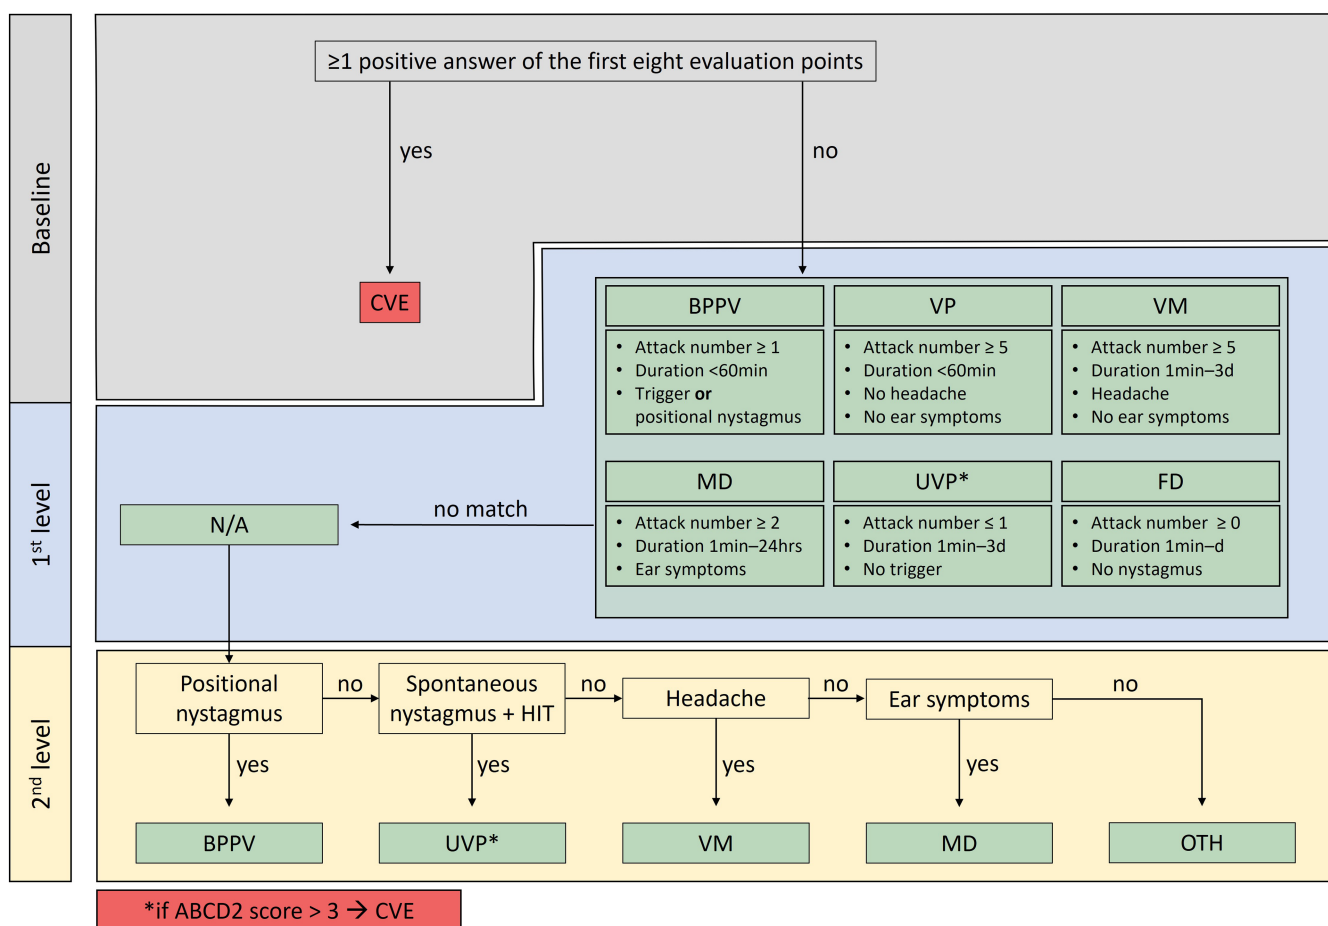 Baseline
≥1 positive answer of the first eight evaluation points
yes
no
CVE
1st level
BPPV
• Attack number ≥ 1
• Duration <60min
• Trigger or
positional nystagmus
VP
• Attack number ≥ 5
• Duration <60min
• No headache
• No ear symptoms
VM
• Attack number ≥ 5
• Duration 1min–3d
• Headache
• No ear symptoms
MD
• Attack number ≥ 2
• Duration 1min–24hrs
• Ear symptoms
UVP*
• Attack number ≤ 1
• Duration 1min–3d
• No trigger
FD
• Attack number ≥ 0
• Duration 1min–d
• No nystagmus
no match
N/A
2nd level
Positional
nystagmus
no
Spontaneous
nystagmus + HIT
no
Headache
no
Ear symptoms
no
yes
yes
yes
yes
BPPV
UVP*
VM
MD
OTH
*if ABCD2 score > 3 → CVE